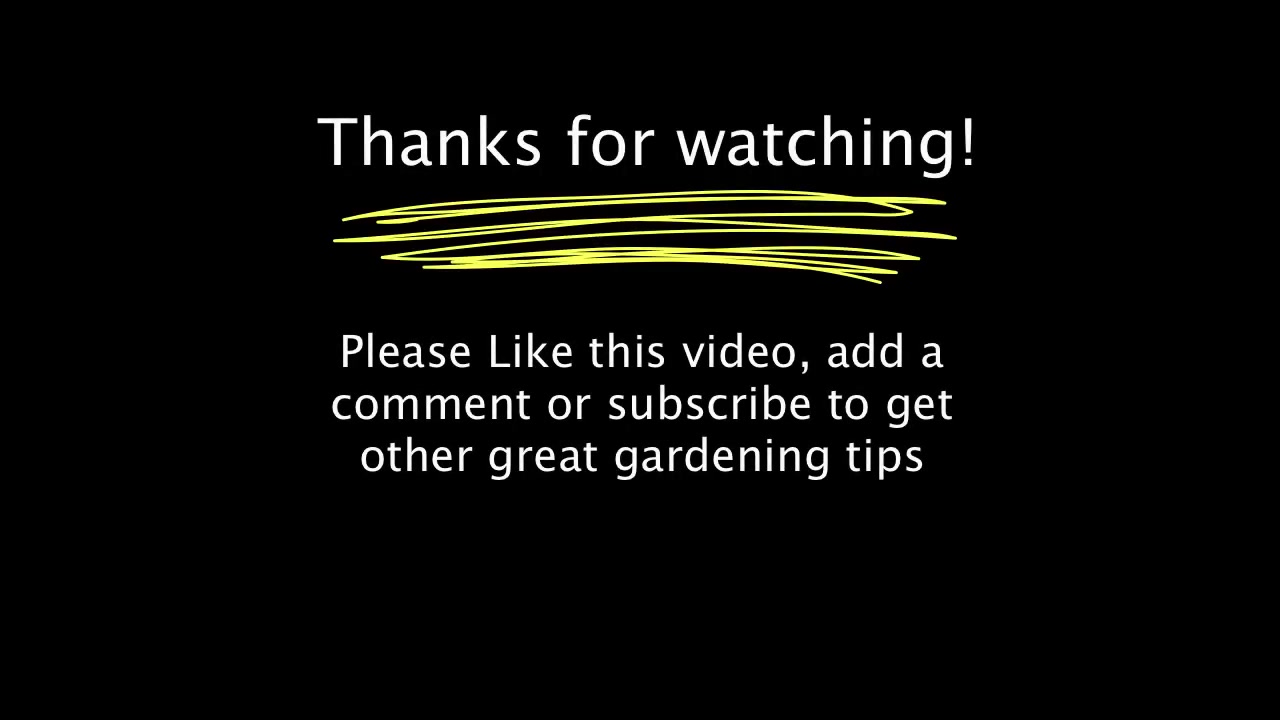 Thanks for watching!
Please Like this video, add a
comment or subscribe to get
other great gardening tips